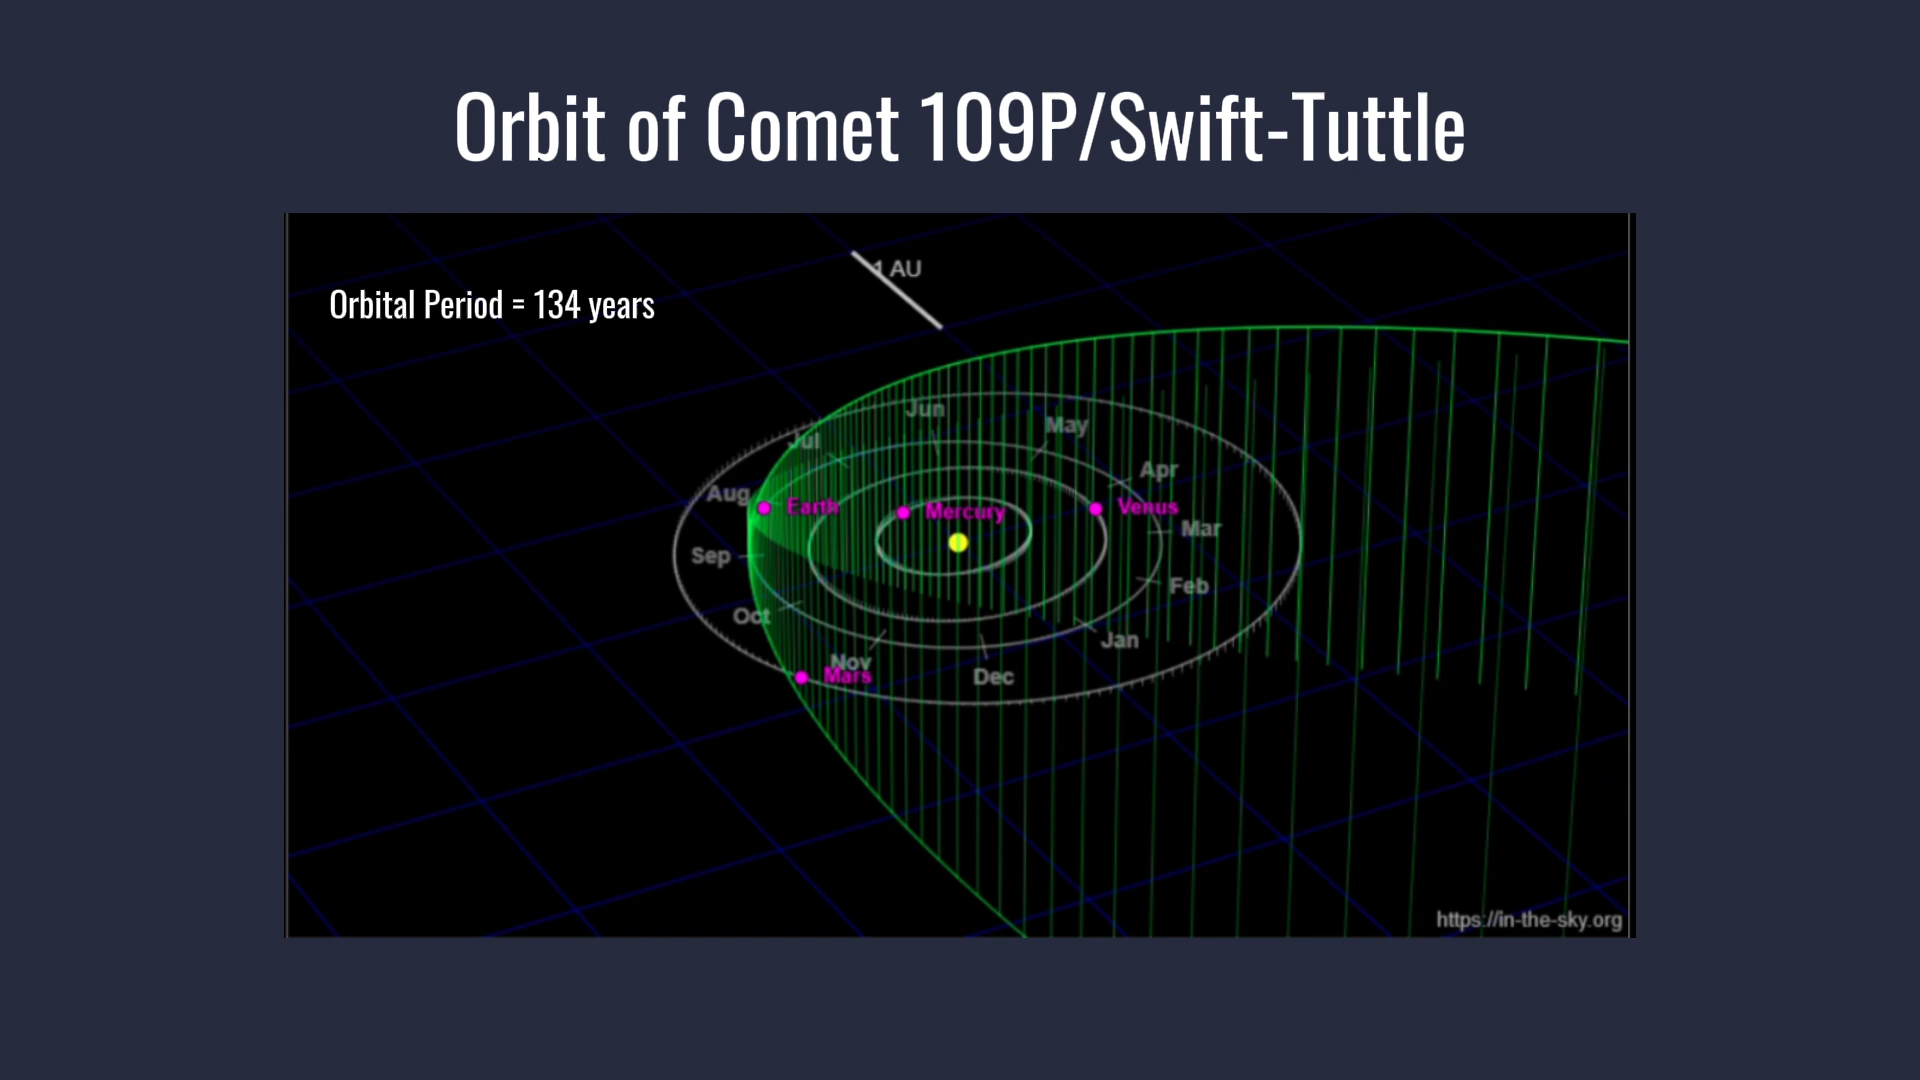 Orbit of Comet 109P/Swift-Tuttle
1 AU
Orbital Period = 134 years
Jun
May
Jul
Apr
Aug
Earth
Mercury
Venus
Mar
Sep
Feb
Oct
Jan
Nov
Mars
Dec
https://in-the-sky.org